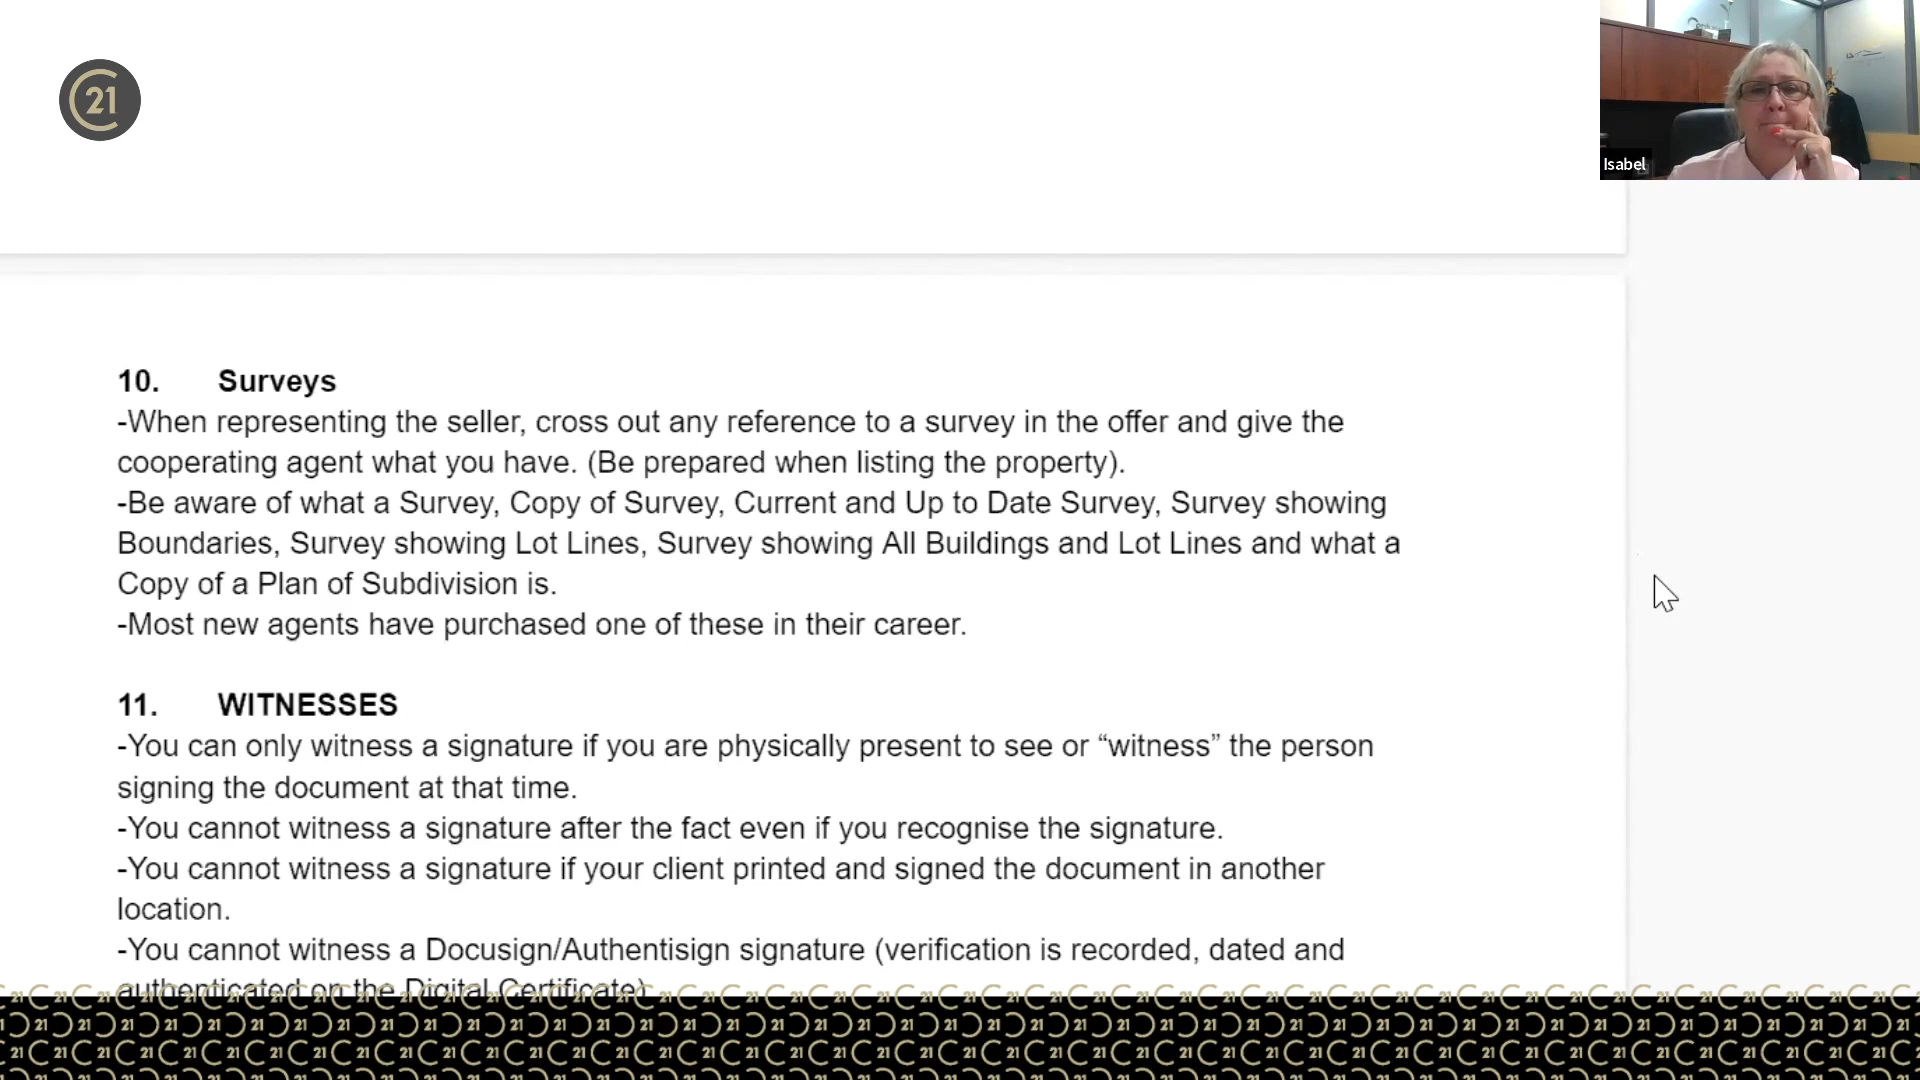 21
Isabel
10. Surveys
-When representing the seller, cross out any reference to a survey in the offer and give the
cooperating agent what you have. (Be prepared when listing the property).
-Be aware of what a Survey, Copy of Survey, Current and Up to Date Survey, Survey showing
Boundaries, Survey showing Lot Lines, Survey showing All Buildings and Lot Lines and what a
Copy of a Plan of Subdivision is.
-Most new agents have purchased one of these in their career.
11. WITNESSES
-You can only witness a signature if you are physically present to see or “witness” the person
signing the document at that time.
-You cannot witness a signature after the fact even if you recognise the signature.
-You cannot witness a signature if your client printed and signed the document in another
location.
-You cannot witness a Docusign/Authentisign signature (verification is recorded, dated and
authenticated on the Digital Certificate)